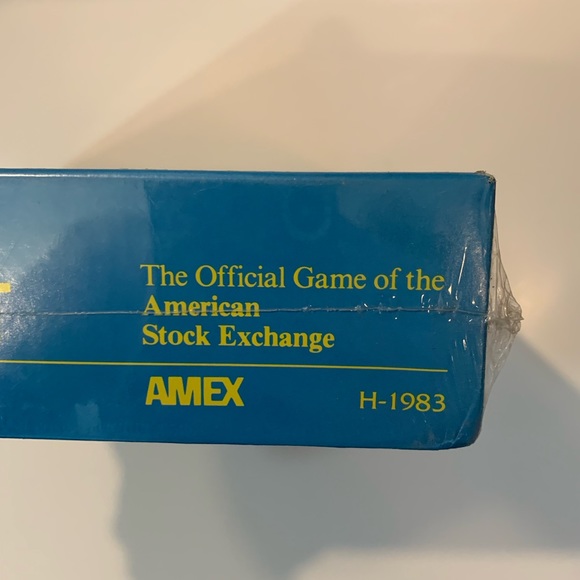 The Official Game of the
American
Stock Exchange
AMEX
H-1983